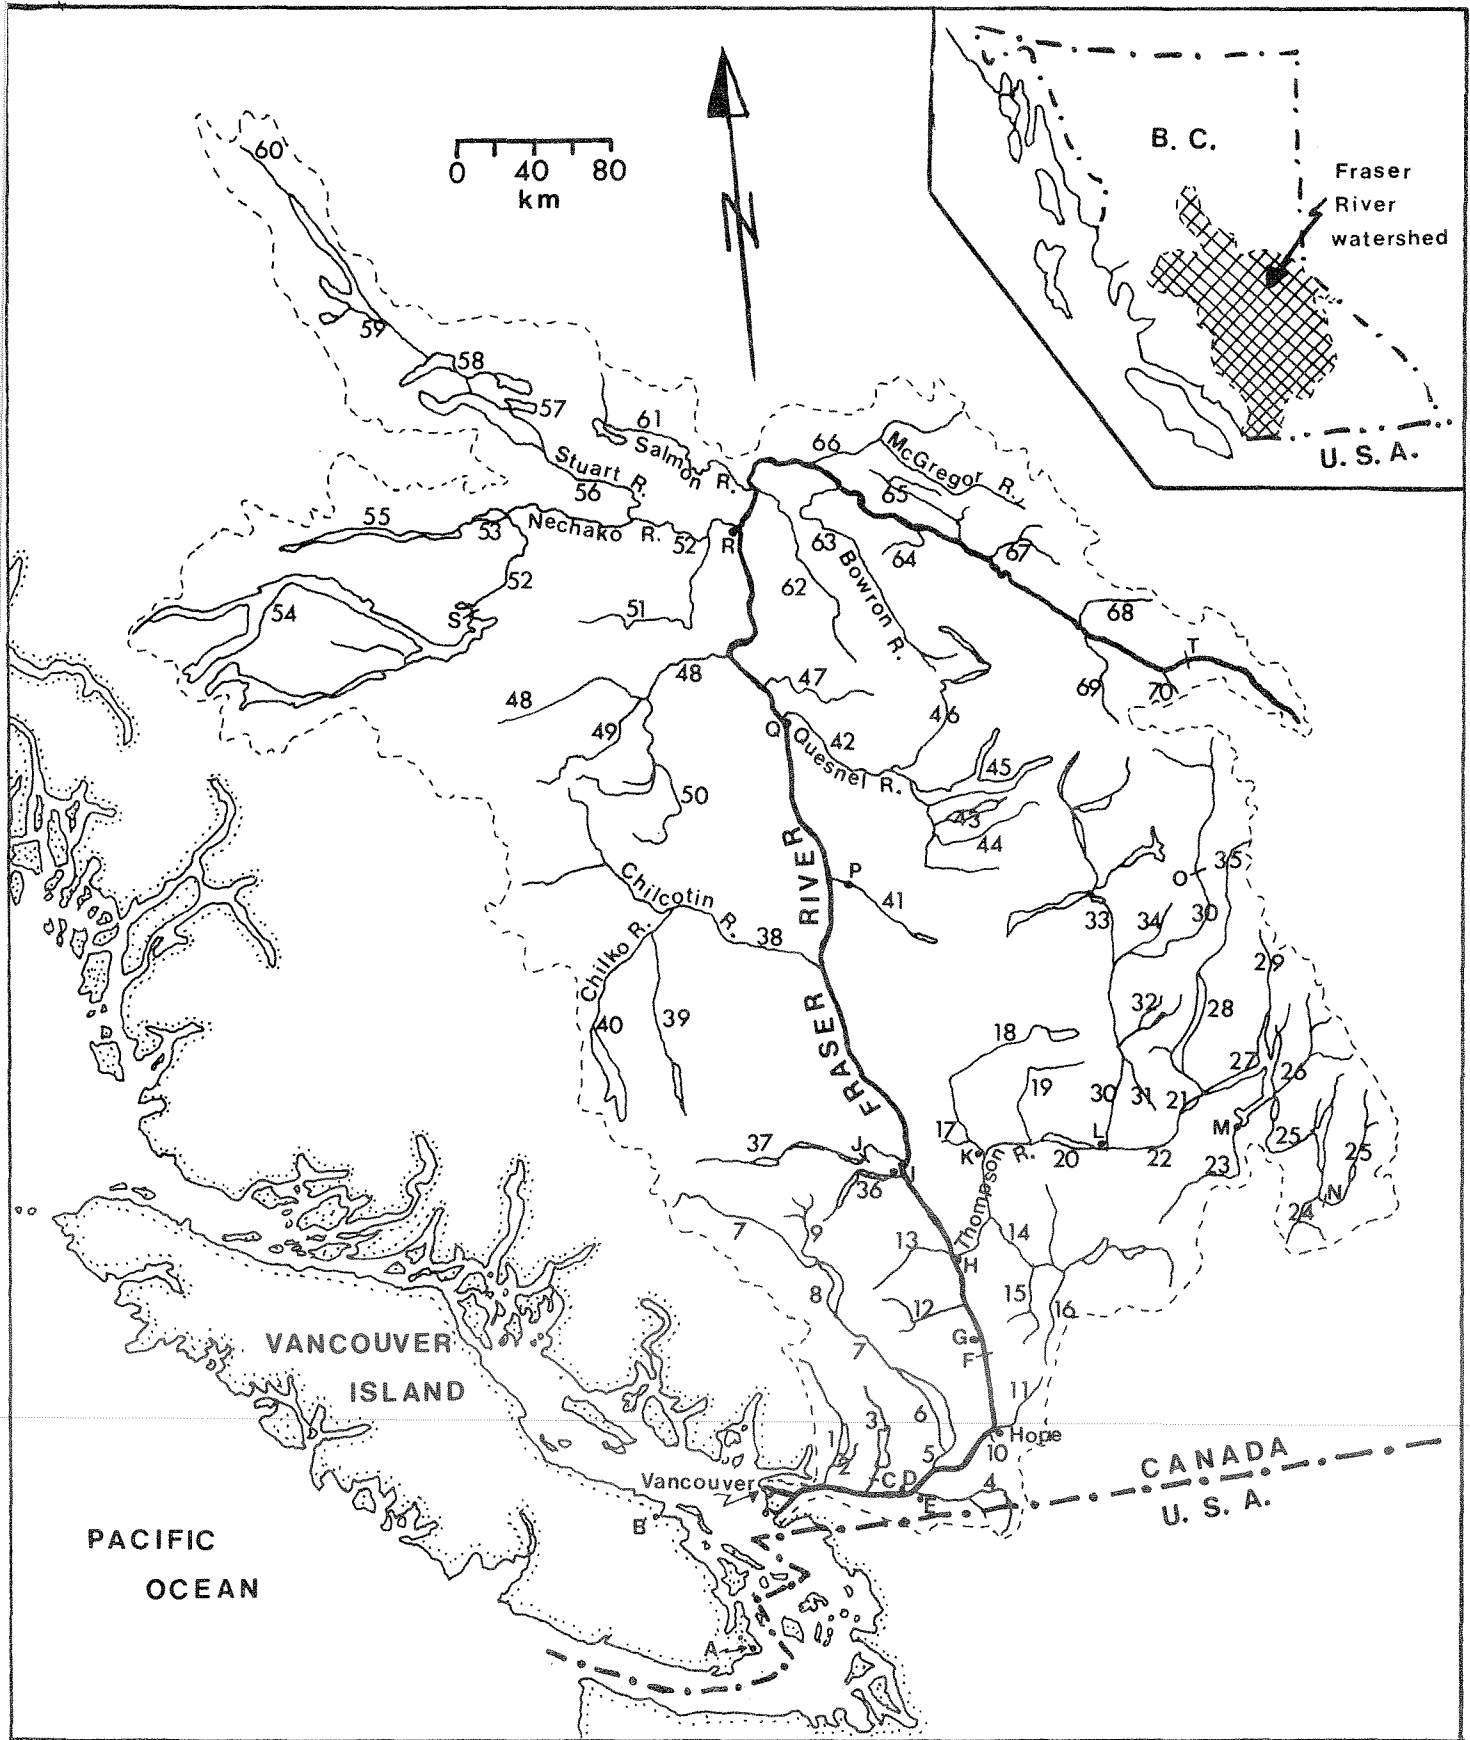 B. C.
Fraser
River
watershed
U. S. A.
N
0 40 80
km
60
59
58
57
61
Salmon R.
Stuart R.
56
66
McGregor R.
65
55
53
Nechako R.
52
R
63
64
67
Bowron R.
62
52
54
S
51
68
T
69
70
48
48
47
46
49
Q
42
Quesnel R.
45
50
43
44
FRASER RIVER
P
41
O
35
Chilcotin R.
33
34
30
38
Chilko R.
29
40
39
32
28
18
27
26
19
30
31
21
17
L
M
25
25
37
J
K
Thompson R.
20
22
23
I
36
N
24
7
9
13
14
H
8
12
15
16
G
F
7
VANCOUVER
ISLAND
11
6
3
1
2
5
10
Hope
C
D
E
4
Vancouver
CANADA
U. S. A.
B
PACIFIC
OCEAN
A